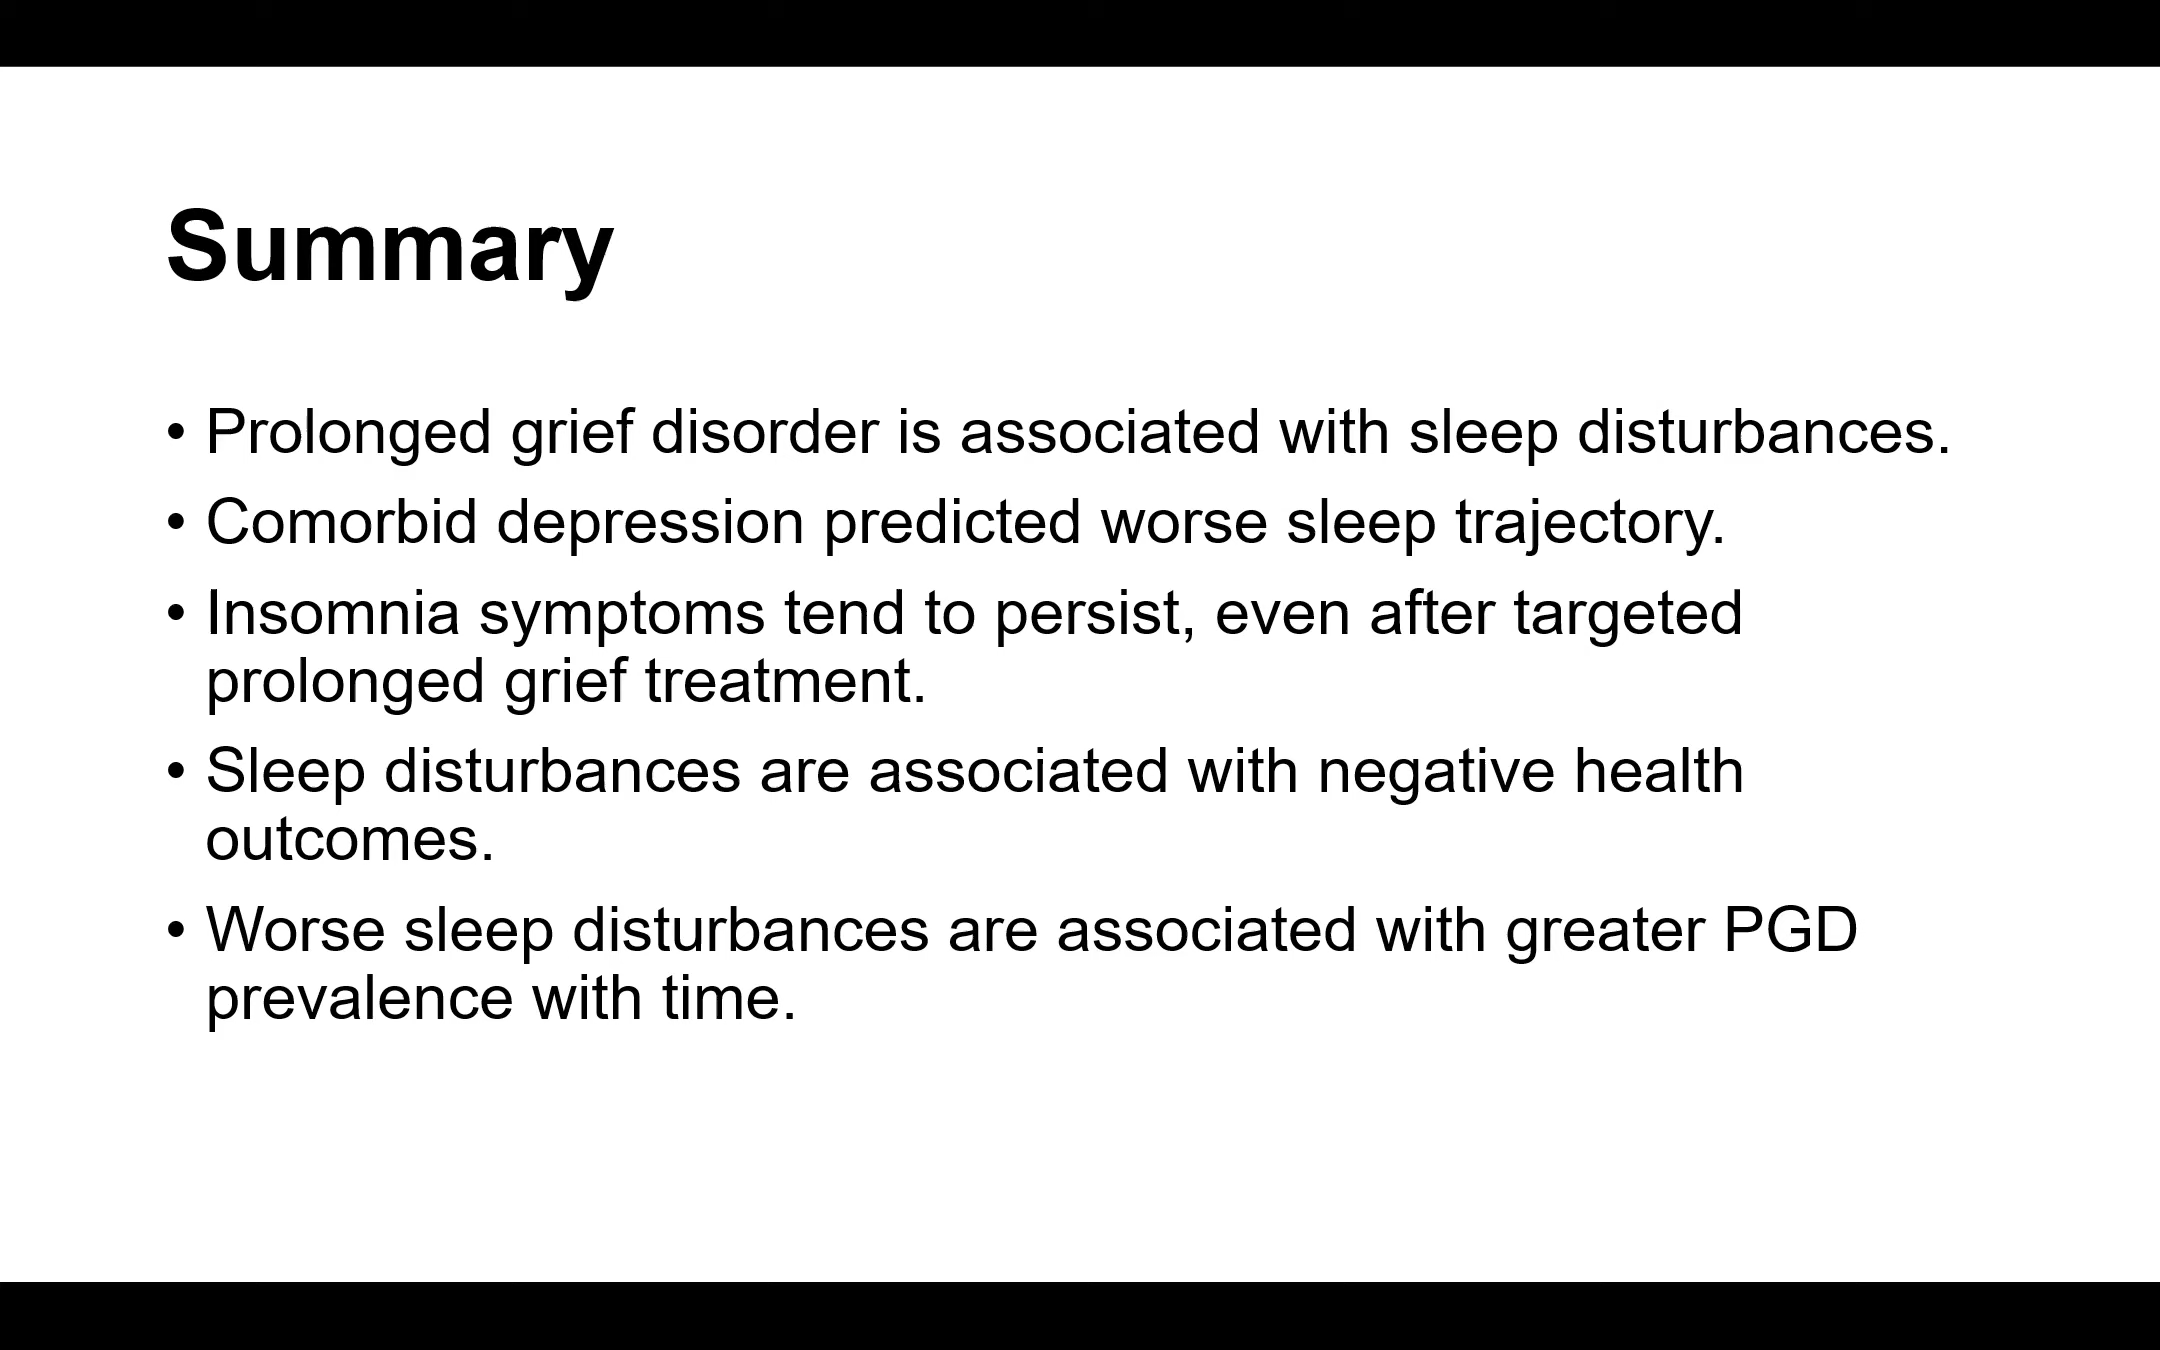 Summary
• Prolonged grief disorder is associated with sleep disturbances.
• Comorbid depression predicted worse sleep trajectory.
• Insomnia symptoms tend to persist, even after targeted
prolonged grief treatment.
• Sleep disturbances are associated with negative health
outcomes.
• Worse sleep disturbances are associated with greater PGD
prevalence with time.